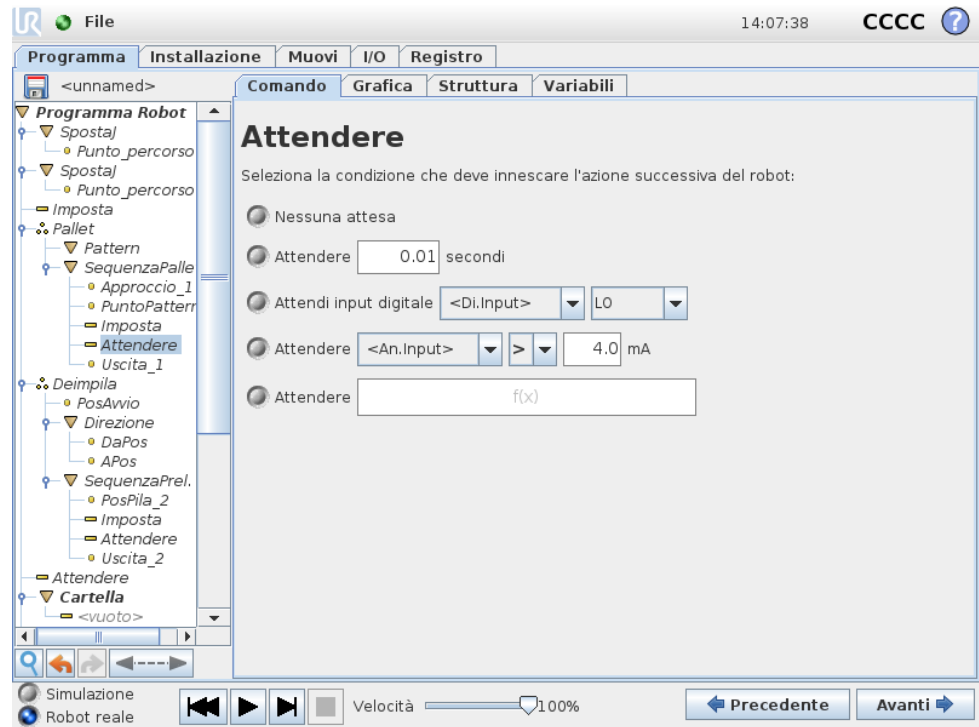 UR File 14:07:38 CCCC ?
Programma Installazione Muovi I/O Registro
<unnamed>
Programma Robot
SpostaJ
Punto_percorso
SpostaJ
Punto_percorso
Imposta
Pallet
Pattern
SequenzaPalle
Approccio_1
PuntoPattern
Imposta
Attendere
Uscita_1
Deimpila
PosAvvio
Direzione
DaPos
APos
SequenzaPrel.
PosPila_2
Imposta
Attendere
Uscita_2
Attendere
Cartella
<vuoto>
Comando Grafica Struttura Variabili
Attendere
Seleziona la condizione che deve innescare l'azione successiva del robot:
Nessuna attesa
Attendere 0.01 secondi
Attendi input digitale <Di.Input> LO
Attendere <An.Input> > 4.0 mA
Attendere f(x)
Simulazione
Robot reale
Velocità 100%
Precedente Avanti